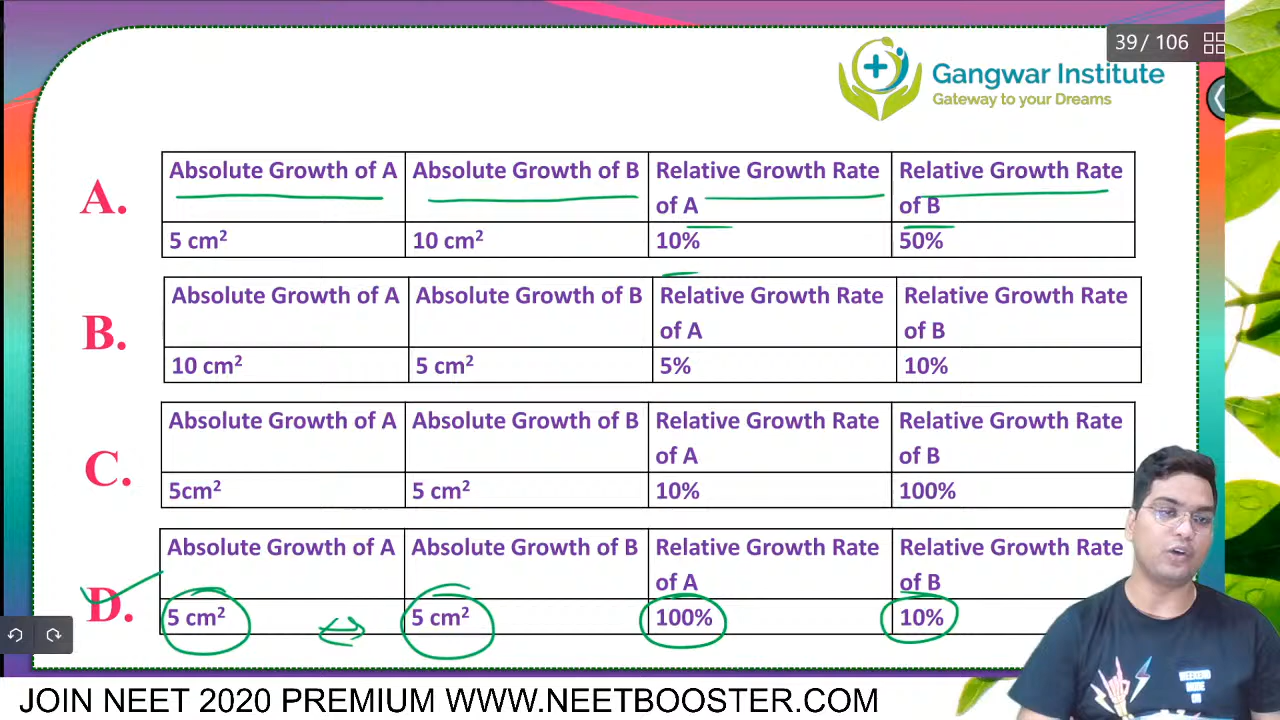 39 / 106
Gangwar Institute
Gateway to your Dreams
A.
Absolute Growth of A
Absolute Growth of B
Relative Growth Rate
of A
Relative Growth Rate
of B
5 cm²
10 cm²
10%
50%
B.
Absolute Growth of A
Absolute Growth of B
Relative Growth Rate
of A
Relative Growth Rate
of B
10 cm²
5 cm²
5%
10%
C.
Absolute Growth of A
Absolute Growth of B
Relative Growth Rate
of A
Relative Growth Rate
of B
5cm²
5 cm²
10%
100%
D.
Absolute Growth of A
Absolute Growth of B
Relative Growth Rate
of A
Relative Growth Rate
of B
5 cm²
5 cm²
100%
10%
WEEKEND
MODE
ON
JOIN NEET 2020 PREMIUM WWW.NEETBOOSTER.COM